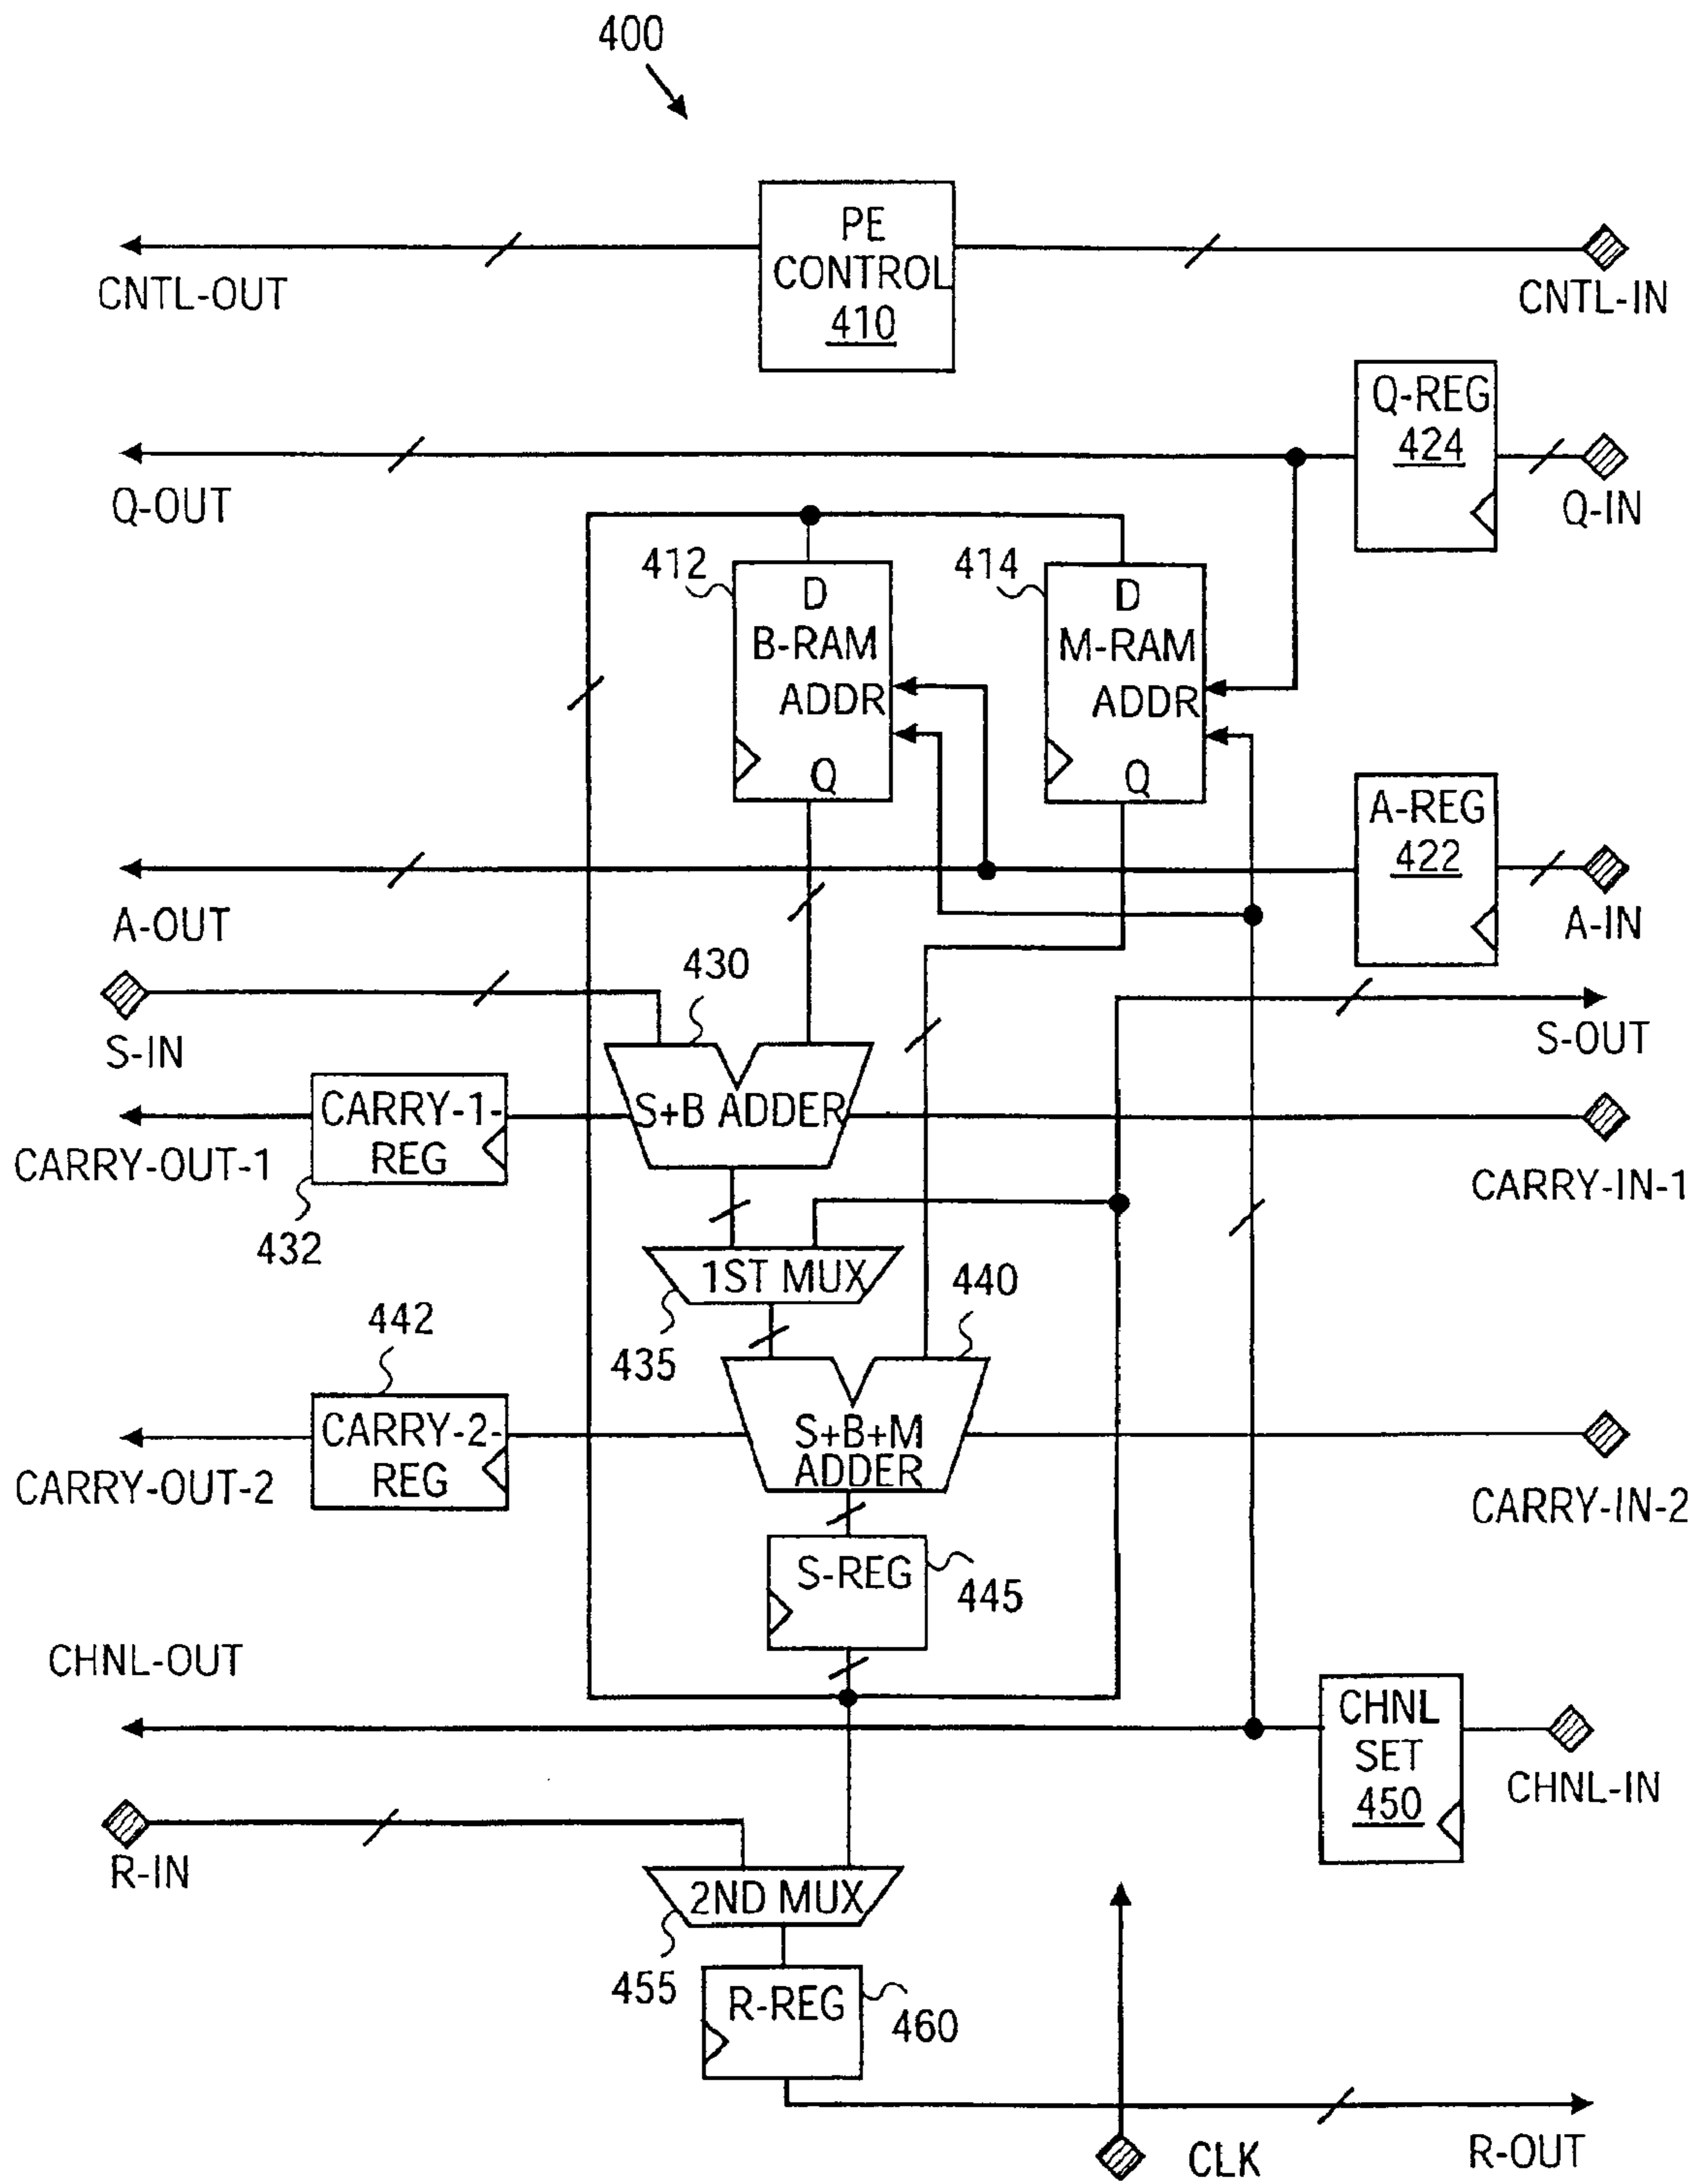 400
PE
CONTROL
410
CNTL-OUT
CNTL-IN
Q-REG
424
Q-OUT
Q-IN
412
414
D
B-RAM
ADDR
Q
D
M-RAM
ADDR
Q
A-REG
422
A-OUT
A-IN
430
S-IN
S-OUT
S+B ADDER
CARRY-1-
REG
CARRY-OUT-1
CARRY-IN-1
432
1ST MUX
435
440
442
CARRY-2-
REG
S+B+M
ADDER
CARRY-OUT-2
CARRY-IN-2
S-REG
445
CHNL-OUT
CHNL
SET
450
CHNL-IN
R-IN
2ND MUX
455
R-REG
460
CLK
R-OUT